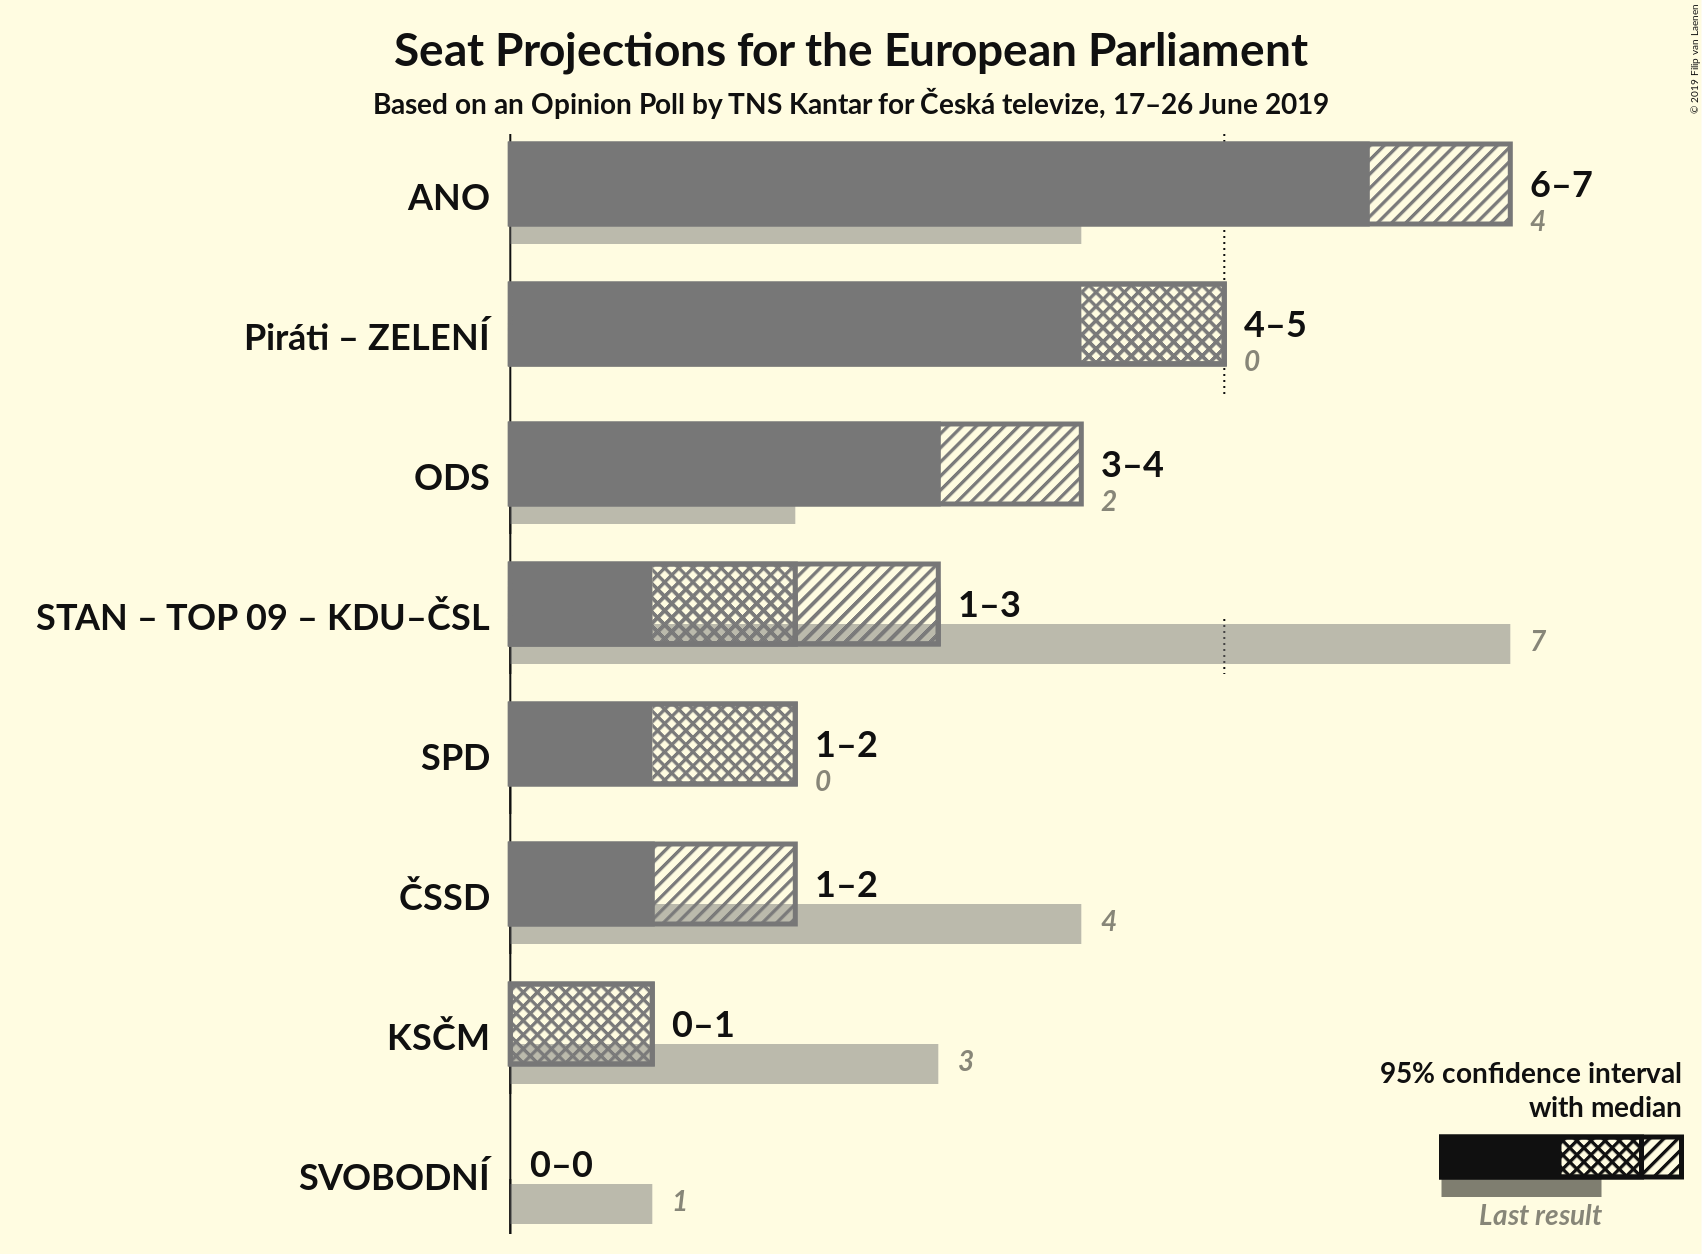 Seat Projections for the European Parliament
Based on an Opinion Poll by TNS Kantar for Česká televize, 17–26 June 2019
© 2019 Filip van Laenen
ANO
6–7
4
Piráti – ZELENÍ
4–5
0
ODS
3–4
2
STAN – TOP 09 – KDU–ČSL
1–3
7
SPD
1–2
0
ČSSD
1–2
4
KSČM
0–1
3
SVOBODNÍ
0–0
1
95% confidence interval
with median
Last result